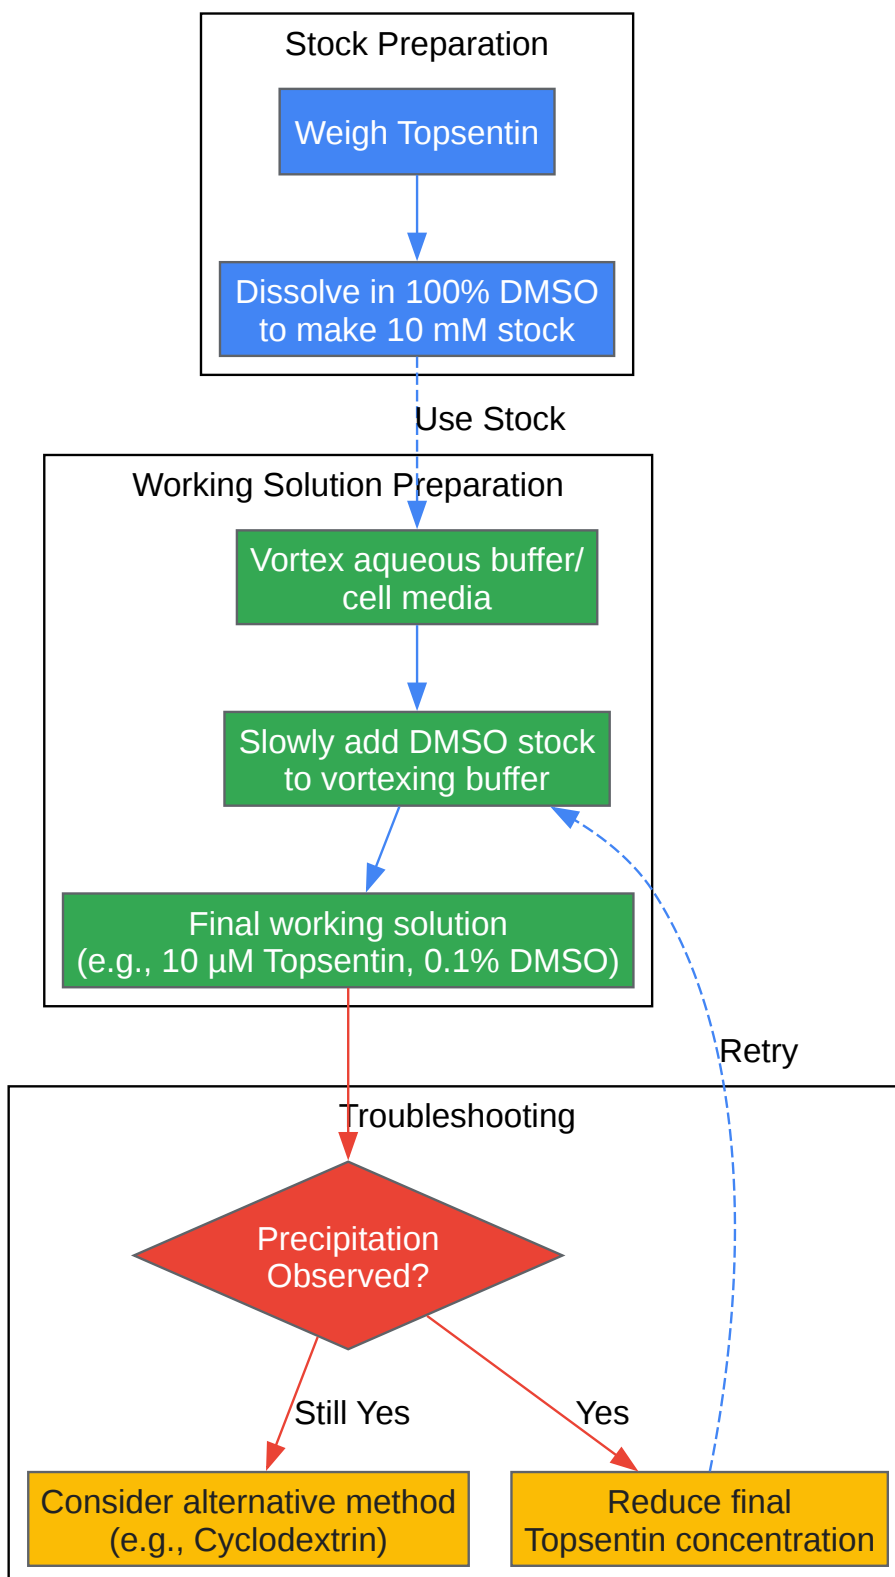 Stock Preparation
Weigh Topsentin
Dissolve in 100% DMSO
to make 10 mM stock
Use Stock
Working Solution Preparation
Vortex aqueous buffer/
cell media
Slowly add DMSO stock
to vortexing buffer
Final working solution
(e.g., 10 µM Topsentin, 0.1% DMSO)
Retry
Troubleshooting
Precipitation
Observed?
Still Yes
Yes
Consider alternative method
(e.g., Cyclodextrin)
Reduce final
Topsentin concentration